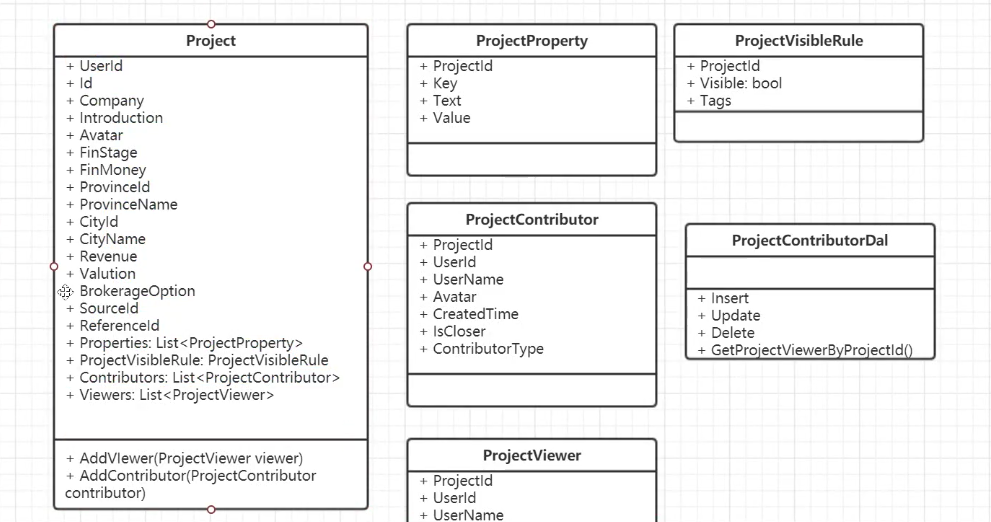 Project
+ UserId
+ Id
+ Company
+ Introduction
+ Avatar
+ FinStage
+ FinMoney
+ ProvinceId
+ ProvinceName
+ CityId
+ CityName
+ Revenue
+ Valution
+ BrokerageOption
+ SourceId
+ ReferenceId
+ Properties: List<ProjectProperty>
+ ProjectVisibleRule: ProjectVisibleRule
+ Contributors: List<ProjectContributor>
+ Viewers: List<ProjectViewer>
+ AddVIewer(ProjectViewer viewer)
+ AddContributor(ProjectContributor
contributor)
ProjectProperty
+ ProjectId
+ Key
+ Text
+ Value
ProjectVisibleRule
+ ProjectId
+ Visible: bool
+ Tags
ProjectContributor
+ ProjectId
+ UserId
+ UserName
+ Avatar
+ CreatedTime
+ IsCloser
+ ContributorType
ProjectContributorDal
+ Insert
+ Update
+ Delete
+ GetProjectViewerByProjectId()
ProjectViewer
+ ProjectId
+ UserId
+ UserName